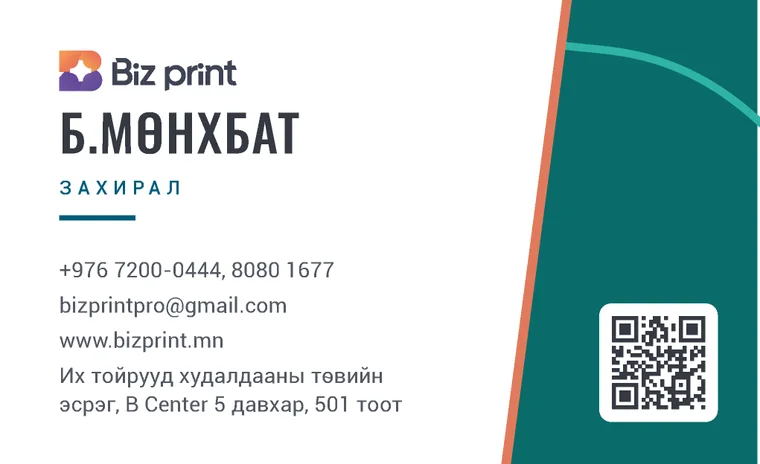 Biz print
Б.МӨНХБАТ
ЗАХИРАЛ
+976 7200-0444, 8080 1677
bizprintpro@gmail.com
www.bizprint.mn
Их тойрууд худалдааны төвийн
эсрэг, B Center 5 давхар, 501 тоот